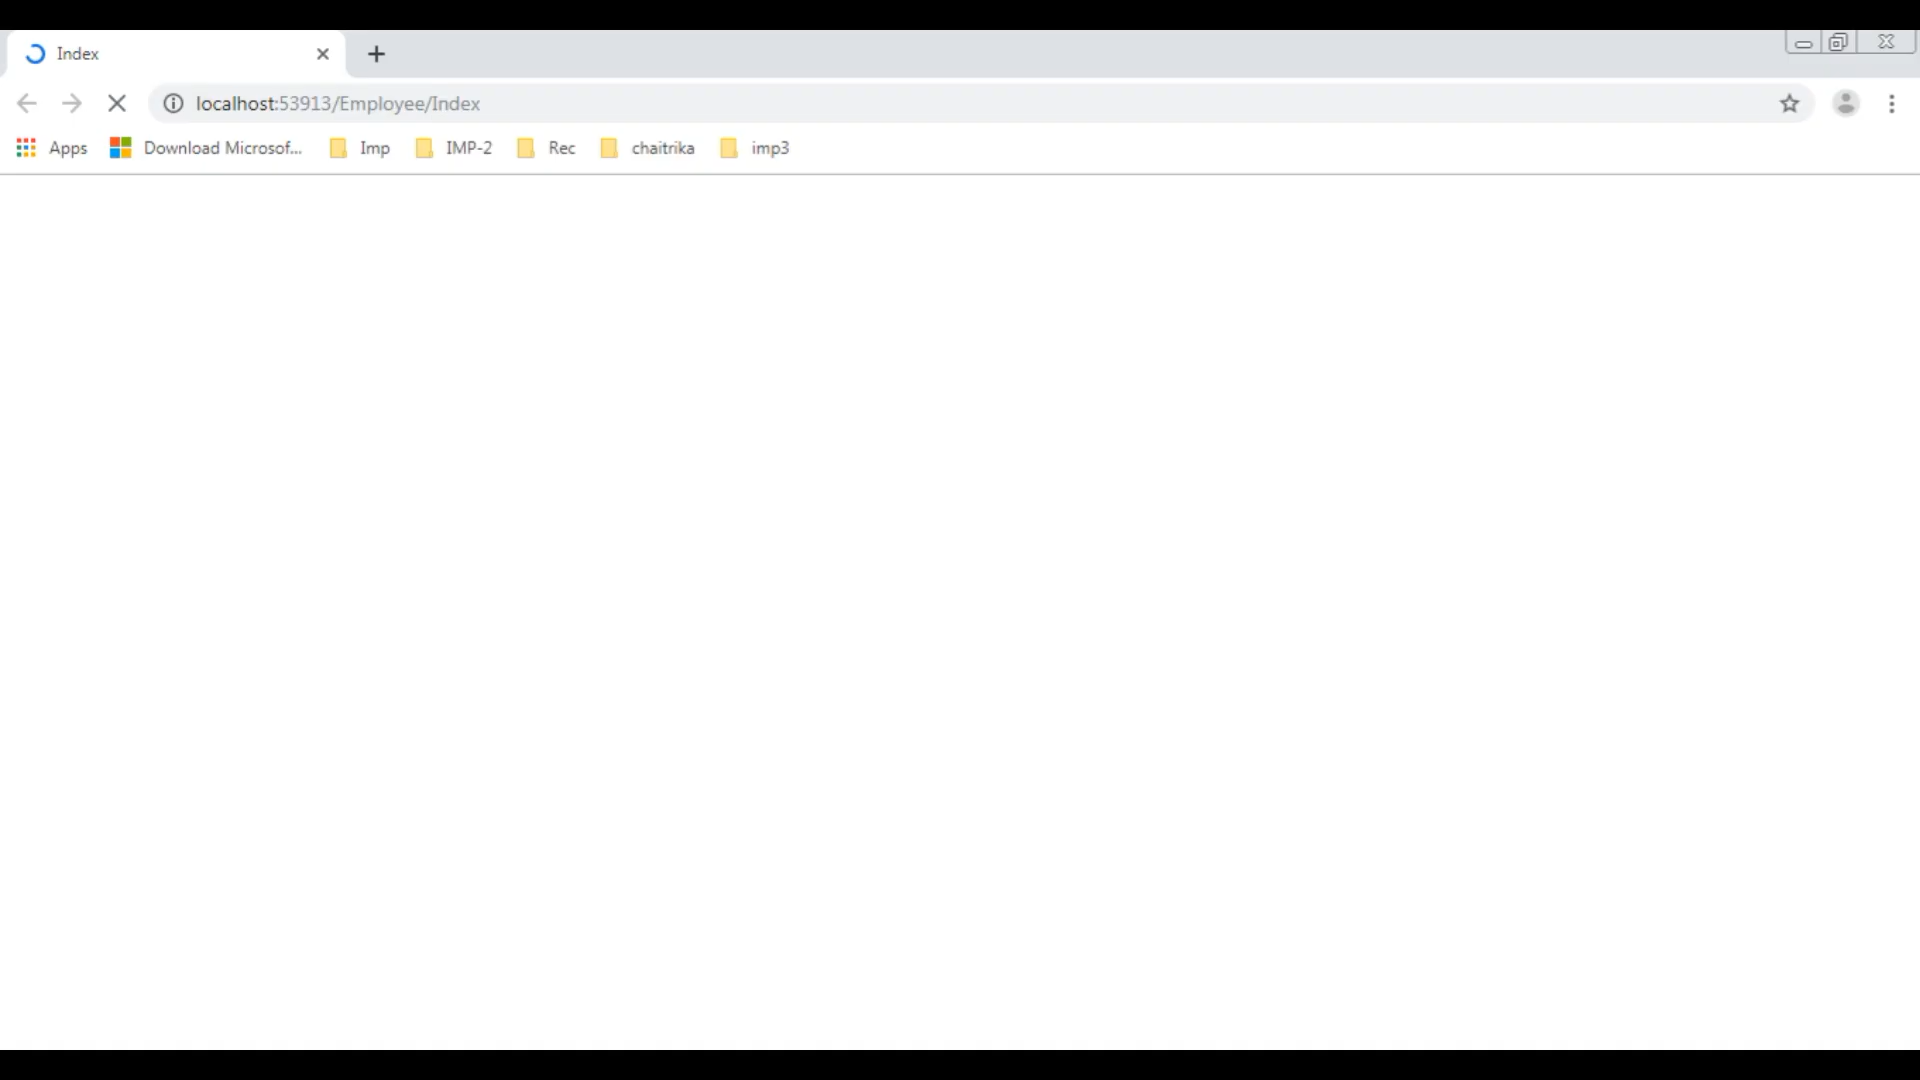 Index
localhost:53913/Employee/Index
Apps Download Microsof... Imp IMP-2 Rec chaitrika imp3